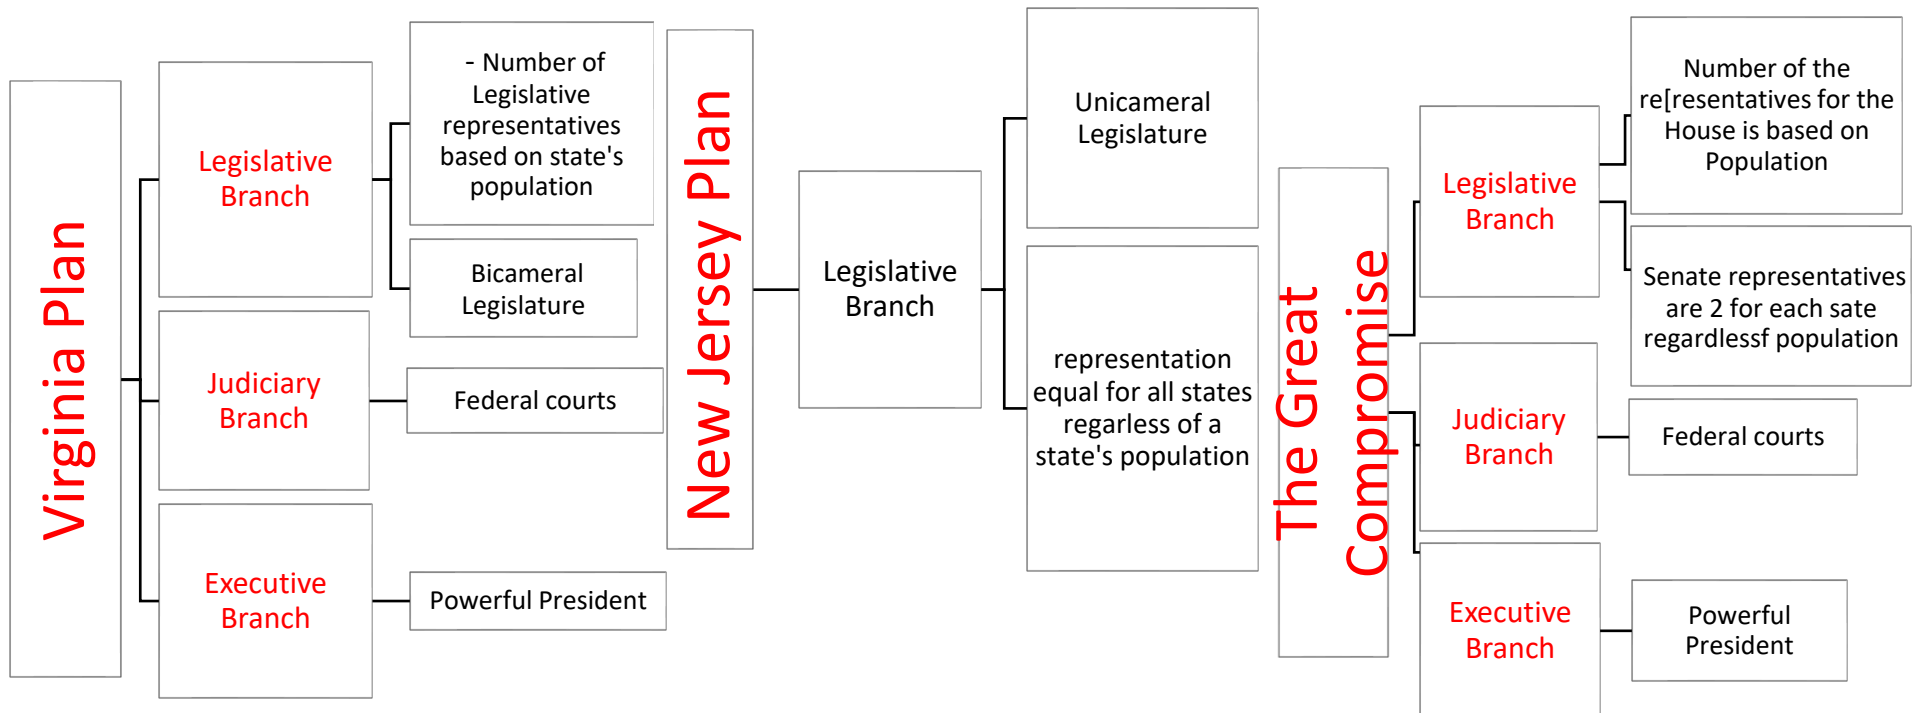 Virginia Plan
Legislative
Branch
- Number of
Legislative
representatives
based on state's
population
Bicameral
Legislature
Judiciary
Branch
Federal courts
Executive
Branch
Powerful President
New Jersey Plan
Legislative
Branch
Unicameral
Legislature
representation
equal for all states
regarless of a
state's population
The Great
Compromise
Legislative
Branch
Number of the
re[resentatives for the
House is based on
Population
Senate representatives
are 2 for each sate
regardlessf population
Judiciary
Branch
Federal courts
Executive
Branch
Powerful
President